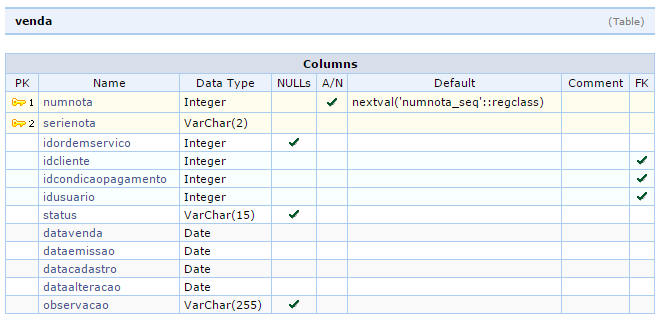 venda (Table)
Columns
PK Name Data Type NULLs A/N Default Comment FK
1 numnota Integer nextval('numnota_seq'::regclass)
2 serienota VarChar(2)
idordemservico Integer
idcliente Integer
idcondicaopagamento Integer
idusuario Integer
status VarChar(15)
datavenda Date
dataemissao Date
datacadastro Date
dataalteracao Date
observacao VarChar(255)